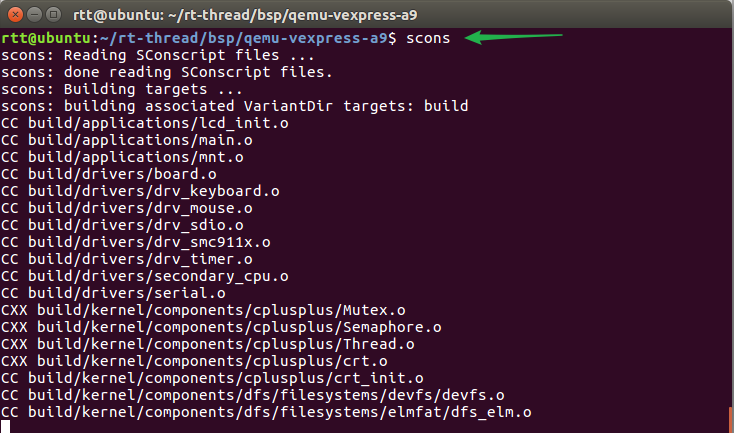 rtt@ubuntu: ~/rt-thread/bsp/qemu-vexpress-a9
rtt@ubuntu:~/rt-thread/bsp/qemu-vexpress-a9$ scons
scons: Reading SConscript files ...
scons: done reading SConscript files.
scons: Building targets ...
scons: building associated VariantDir targets: build
CC build/applications/lcd_init.o
CC build/applications/main.o
CC build/applications/mnt.o
CC build/drivers/board.o
CC build/drivers/drv_keyboard.o
CC build/drivers/drv_mouse.o
CC build/drivers/drv_sdio.o
CC build/drivers/drv_smc911x.o
CC build/drivers/drv_timer.o
CC build/drivers/secondary_cpu.o
CC build/drivers/serial.o
CXX build/kernel/components/cplusplus/Mutex.o
CXX build/kernel/components/cplusplus/Semaphore.o
CXX build/kernel/components/cplusplus/Thread.o
CXX build/kernel/components/cplusplus/crt.o
CC build/kernel/components/cplusplus/crt_init.o
CC build/kernel/components/dfs/filesystems/devfs/devfs.o
CC build/kernel/components/dfs/filesystems/elmfat/dfs_elm.o